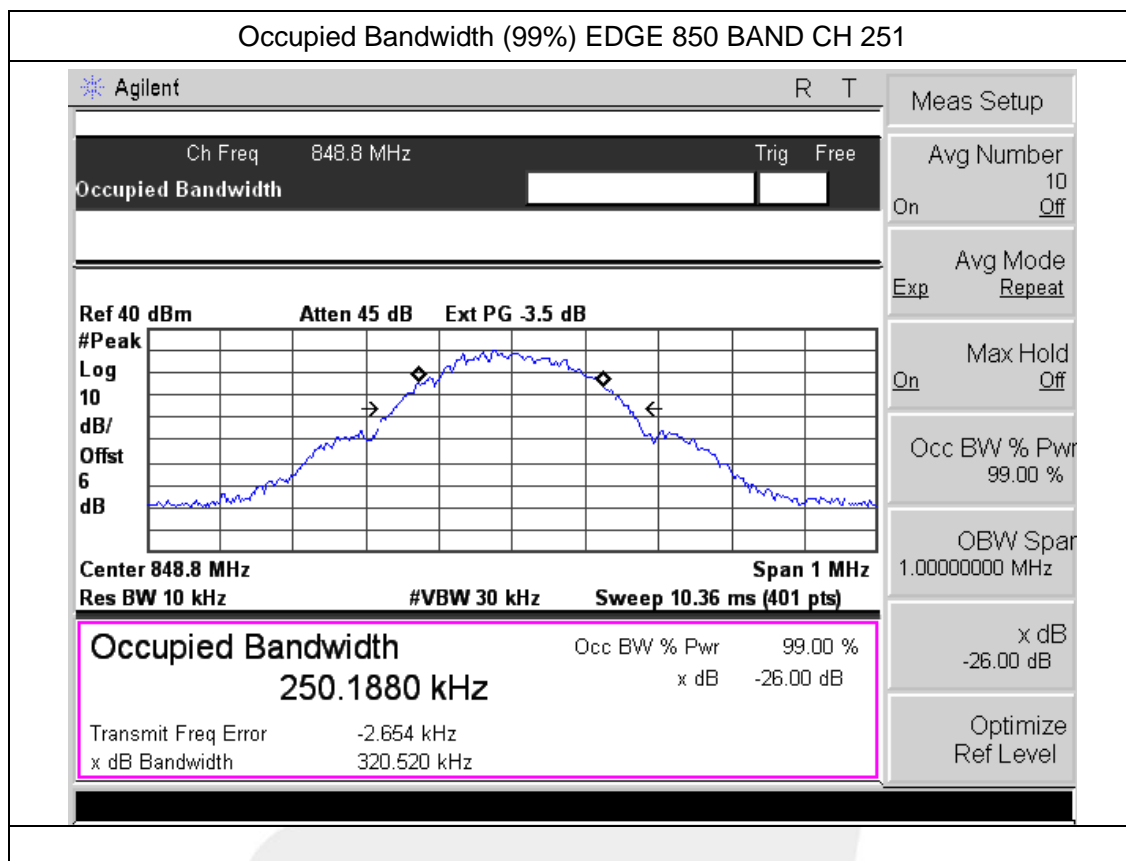 Occupied Bandwidth (99%) EDGE 850 BAND CH 251
Agilent R T
Ch Freq 848.8 MHz Trig Free
Occupied Bandwidth
Ref 40 dBm Atten 45 dB Ext PG -3.5 dB
#Peak
Log
10
dB/
Offst
6
dB
Center 848.8 MHz Span 1 MHz
Res BW 10 kHz #VBW 30 kHz Sweep 10.36 ms (401 pts)
Occupied Bandwidth Occ BW % Pwr 99.00 %
250.1880 kHz x dB -26.00 dB
Transmit Freq Error -2.654 kHz
x dB Bandwidth 320.520 kHz
Meas Setup
Avg Number
10
On Off
Avg Mode
Exp Repeat
Max Hold
On Off
Occ BW % Pwr
99.00 %
OBW Span
1.00000000 MHz
x dB
-26.00 dB
Optimize
Ref Level